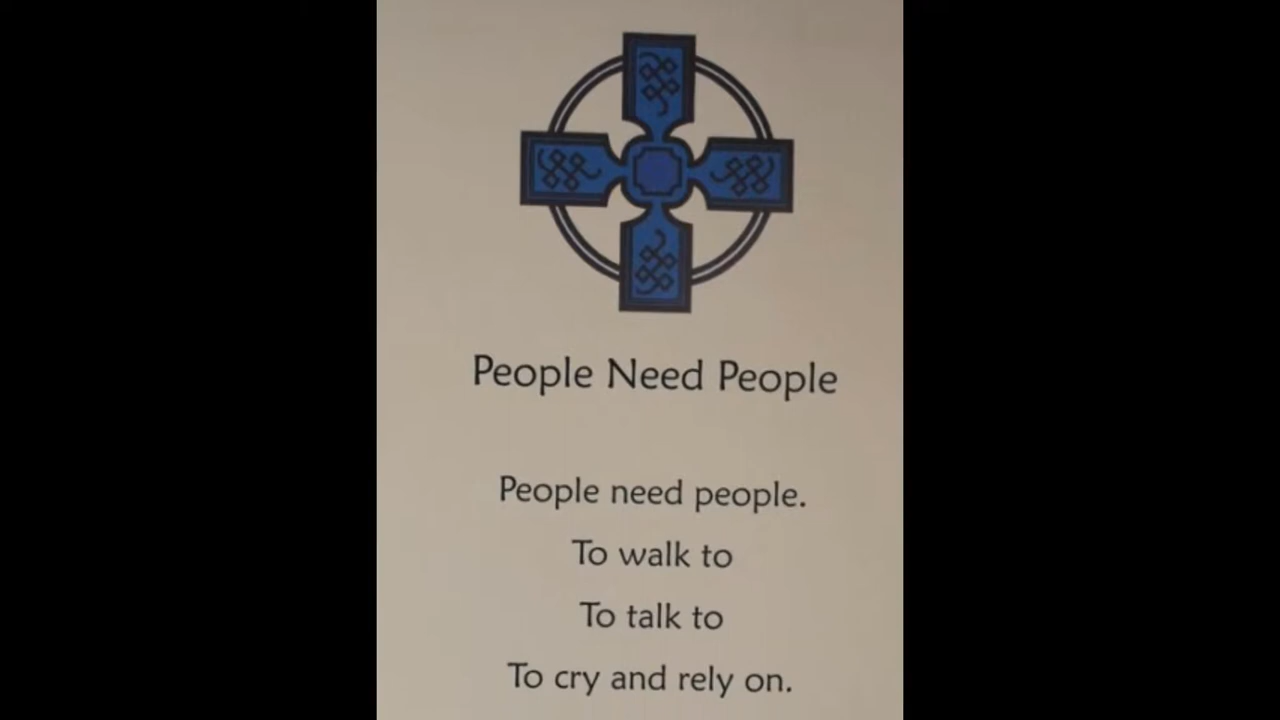 People Need People
People need people.
To walk to
To talk to
To cry and rely on.